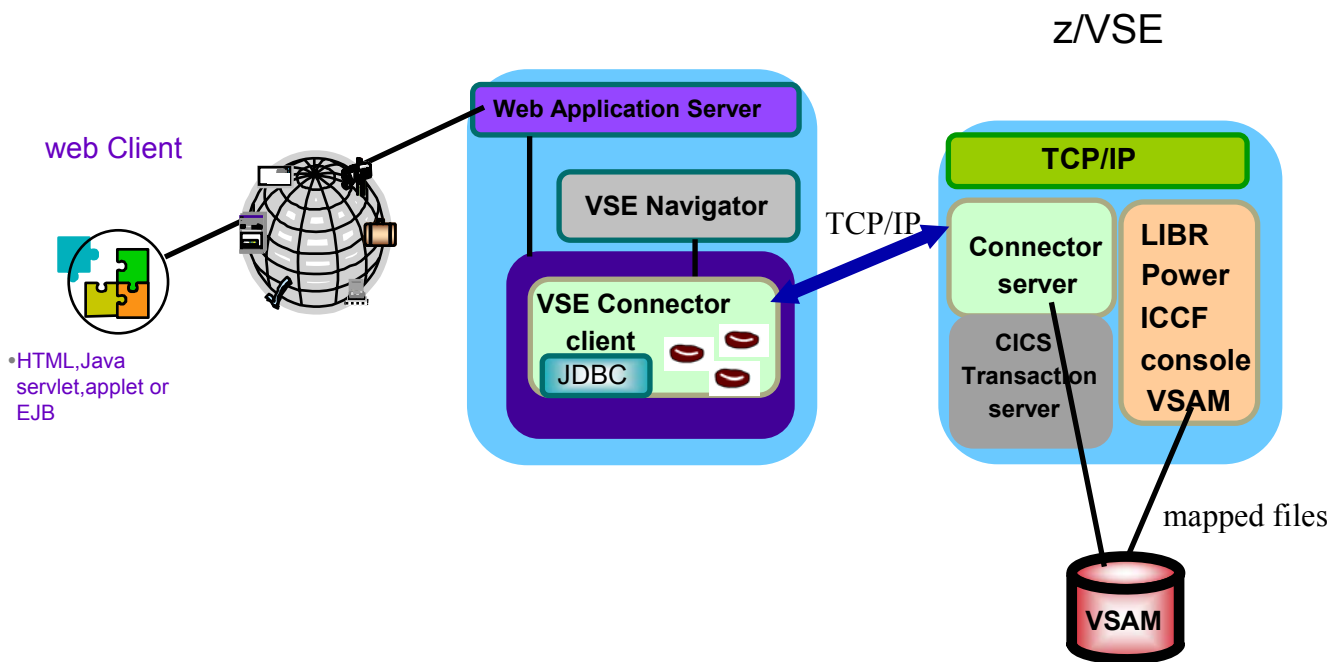 z/VSE
web Client
Web Application Server
VSE Navigator
VSE Connector
client
JDBC
TCP/IP
TCP/IP
Connector
server
CICS
Transaction
server
LIBR
Power
ICCF
console
VSAM
•HTML,Java
servlet,applet or
EJB
mapped files
VSAM